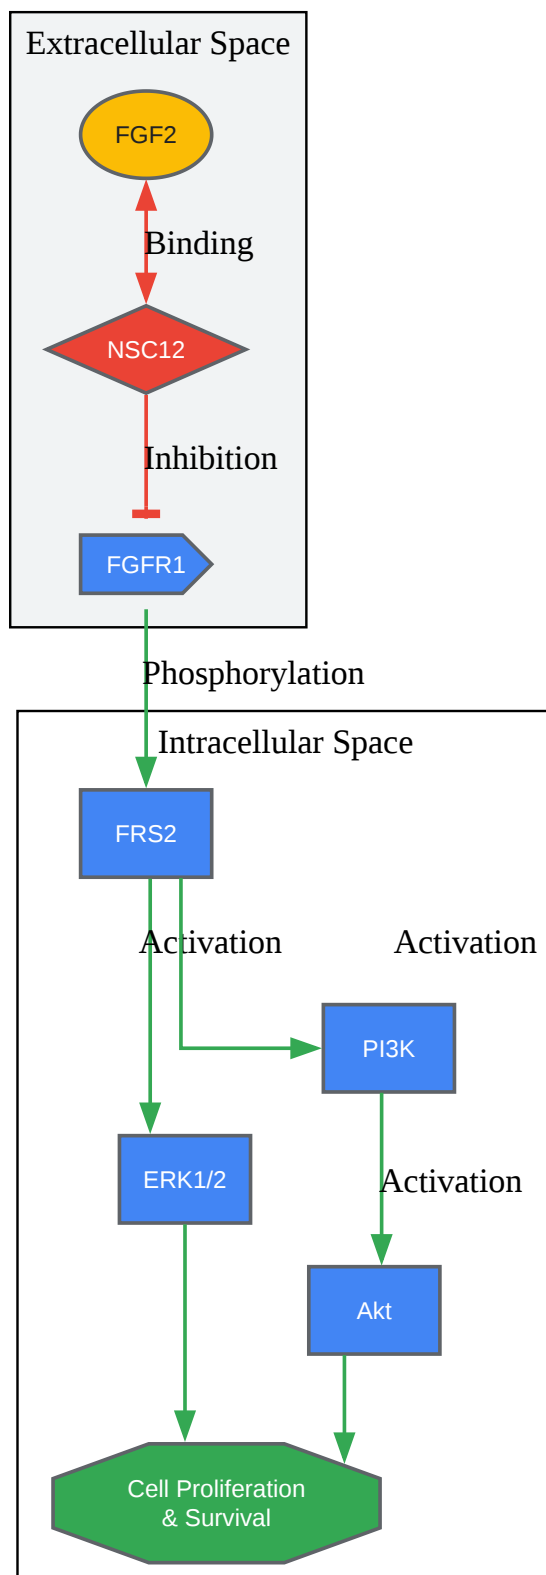 Extracellular Space
FGF2
Binding
NSC12
Inhibition
FGFR1
Phosphorylation
Intracellular Space
FRS2
Activation
Activation
PI3K
ERK1/2
Activation
Akt
Cell Proliferation
& Survival